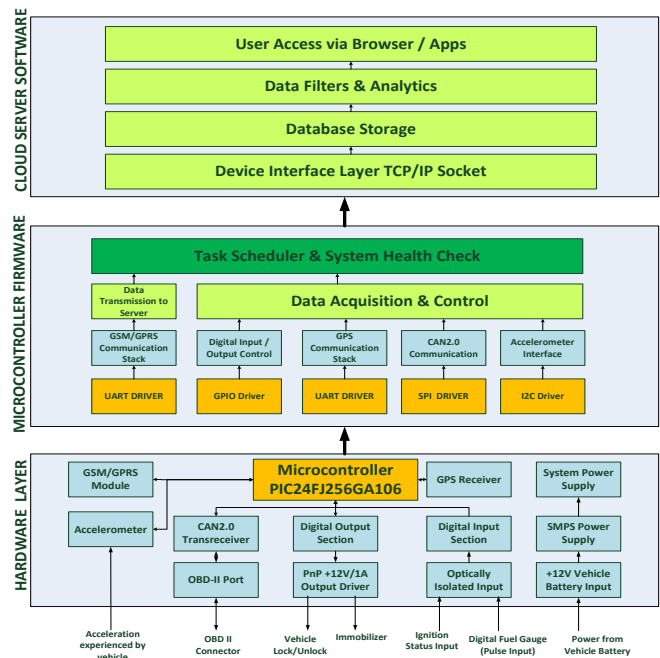 CLOUD SERVER SOFTWARE
User Access via Browser / Apps
Data Filters & Analytics
Database Storage
Device Interface Layer TCP/IP Socket
MICROCONTROLLER FIRMWARE
Task Scheduler & System Health Check
Data
Transmission to
Server
Data Acquisition & Control
GSM/GPRS
Communication
Stack
Digital Input /
Output Control
GPS
Communication
Stack
CAN2.0
Communication
Accelerometer
Interface
UART DRIVER
GPIO Driver
UART DRIVER
SPI DRIVER
I2C Driver
HARDWARE LAYER
GSM/GPRS
Module
Microcontroller
PIC24FJ256GA106
GPS Receiver
System Power
Supply
Accelerometer
CAN2.0
Transreceiver
Digital Output
Section
Digital Input
Section
SMPS Power
Supply
OBD-II Port
PnP +12V/1A
Output Driver
Optically
Isolated Input
+12V Vehicle
Battery Input
Acceleration
experienced by
vehicle
OBD II
Connector
Vehicle
Lock/Unlock
Immobilizer
Ignition
Status Input
Digital Fuel Gauge
(Pulse Input)
Power from
Vehicle Battery